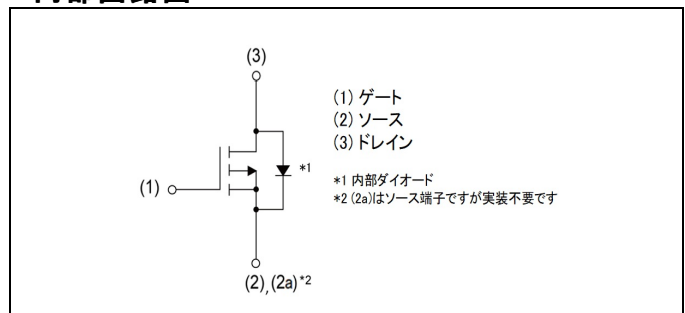 内部回路図
(3)
(1) ゲート
(2) ソース
(3) ドレイン
*1
*1 内部ダイオード
(1)
*2 (2a)はソース端子ですが実装不要です
(2),(2a)*2